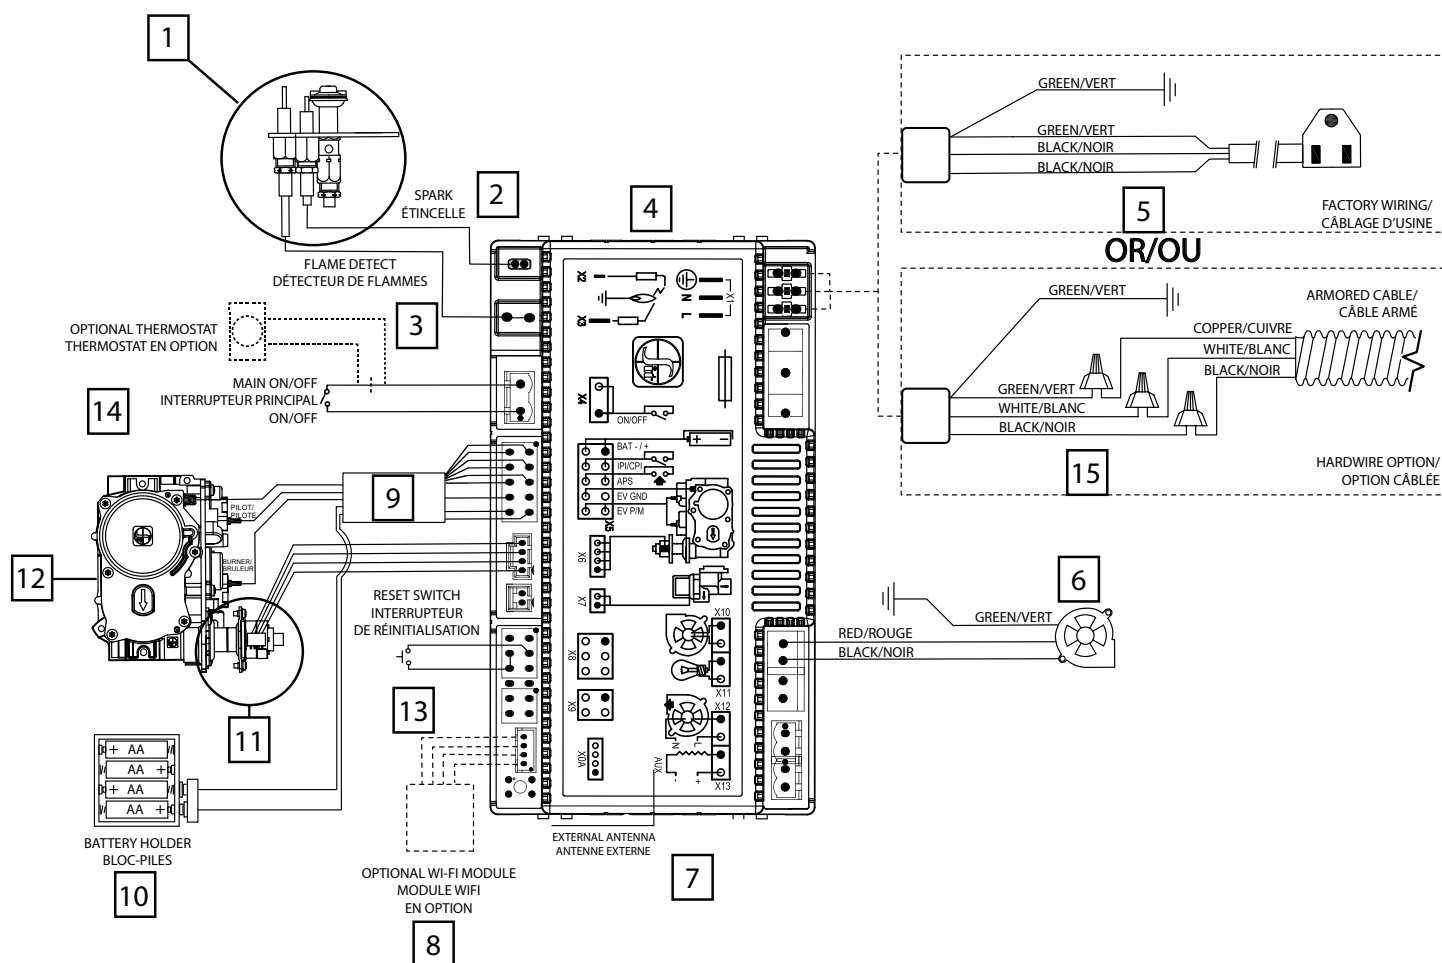 1
2
SPARK
ÉTINCELLE
4
FLAME DETECT
DÉTECTEUR DE FLAMMES
3
OPTIONAL THERMOSTAT
THERMOSTAT EN OPTION
14
MAIN ON/OFF
INTERRUPTEUR PRINCIPAL
ON/OFF
9
PILOT/
PILOTE
BURNER/
BRULEUR
12
11
RESET SWITCH
INTERRUPTEUR
DE RÉINITIALISATION
13
+ AA
AA +
+ AA
AA +
BATTERY HOLDER
BLOC-PILES
10
OPTIONAL WI-FI MODULE
MODULE WIFI
EN OPTION
8
X2
X3
N
L
X1
X4
ON/OFF
+ −
BAT - / +
IPI/CPI
APS
EV GND
EV P/M
X5
X6
X7
X10
X8
X11
X9
X12
N
L
X0A
AUX
- +
X13
EXTERNAL ANTENNA
ANTENNE EXTERNE
7
GREEN/VERT
GREEN/VERT
BLACK/NOIR
BLACK/NOIR
5
FACTORY WIRING/
CÂBLAGE D'USINE
OR/OU
GREEN/VERT
ARMORED CABLE/
CÂBLE ARMÉ
COPPER/CUIVRE
WHITE/BLANC
BLACK/NOIR
GREEN/VERT
WHITE/BLANC
BLACK/NOIR
15
HARDWIRE OPTION/
OPTION CÂBLÉE
6
GREEN/VERT
RED/ROUGE
BLACK/NOIR